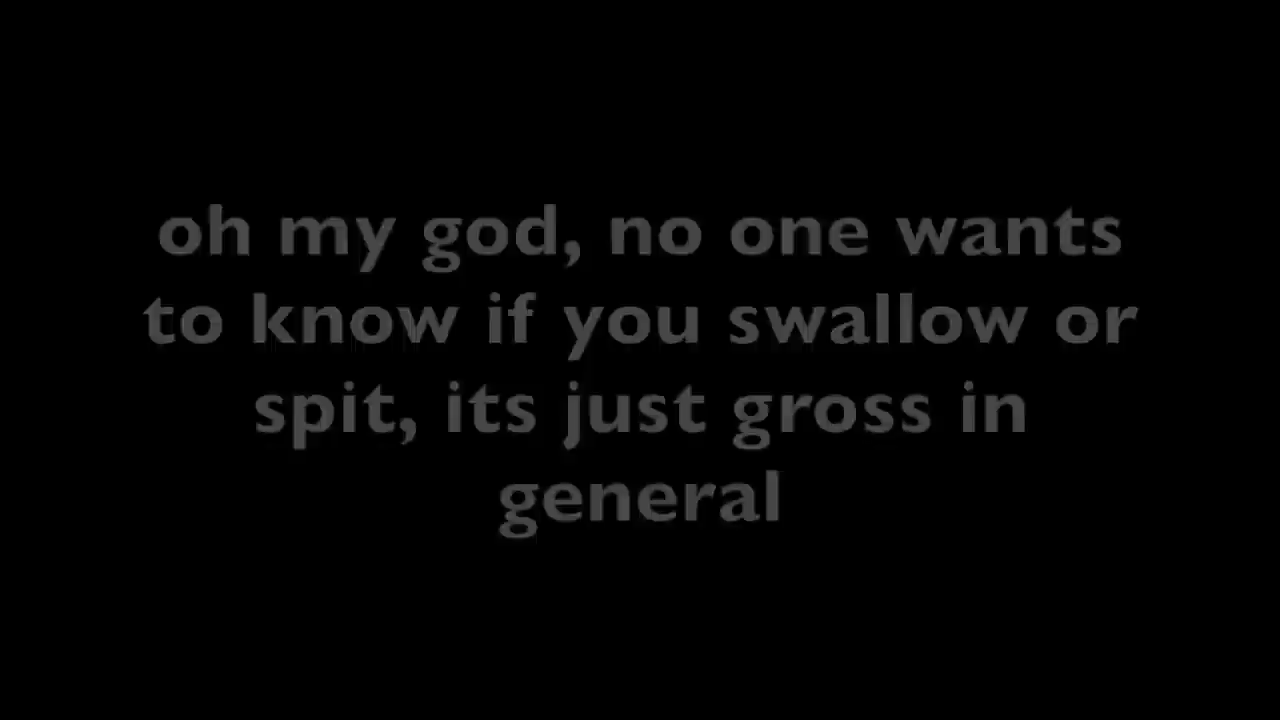 oh my god, no one wants
to know if you swallow or
spit, its just gross in
general